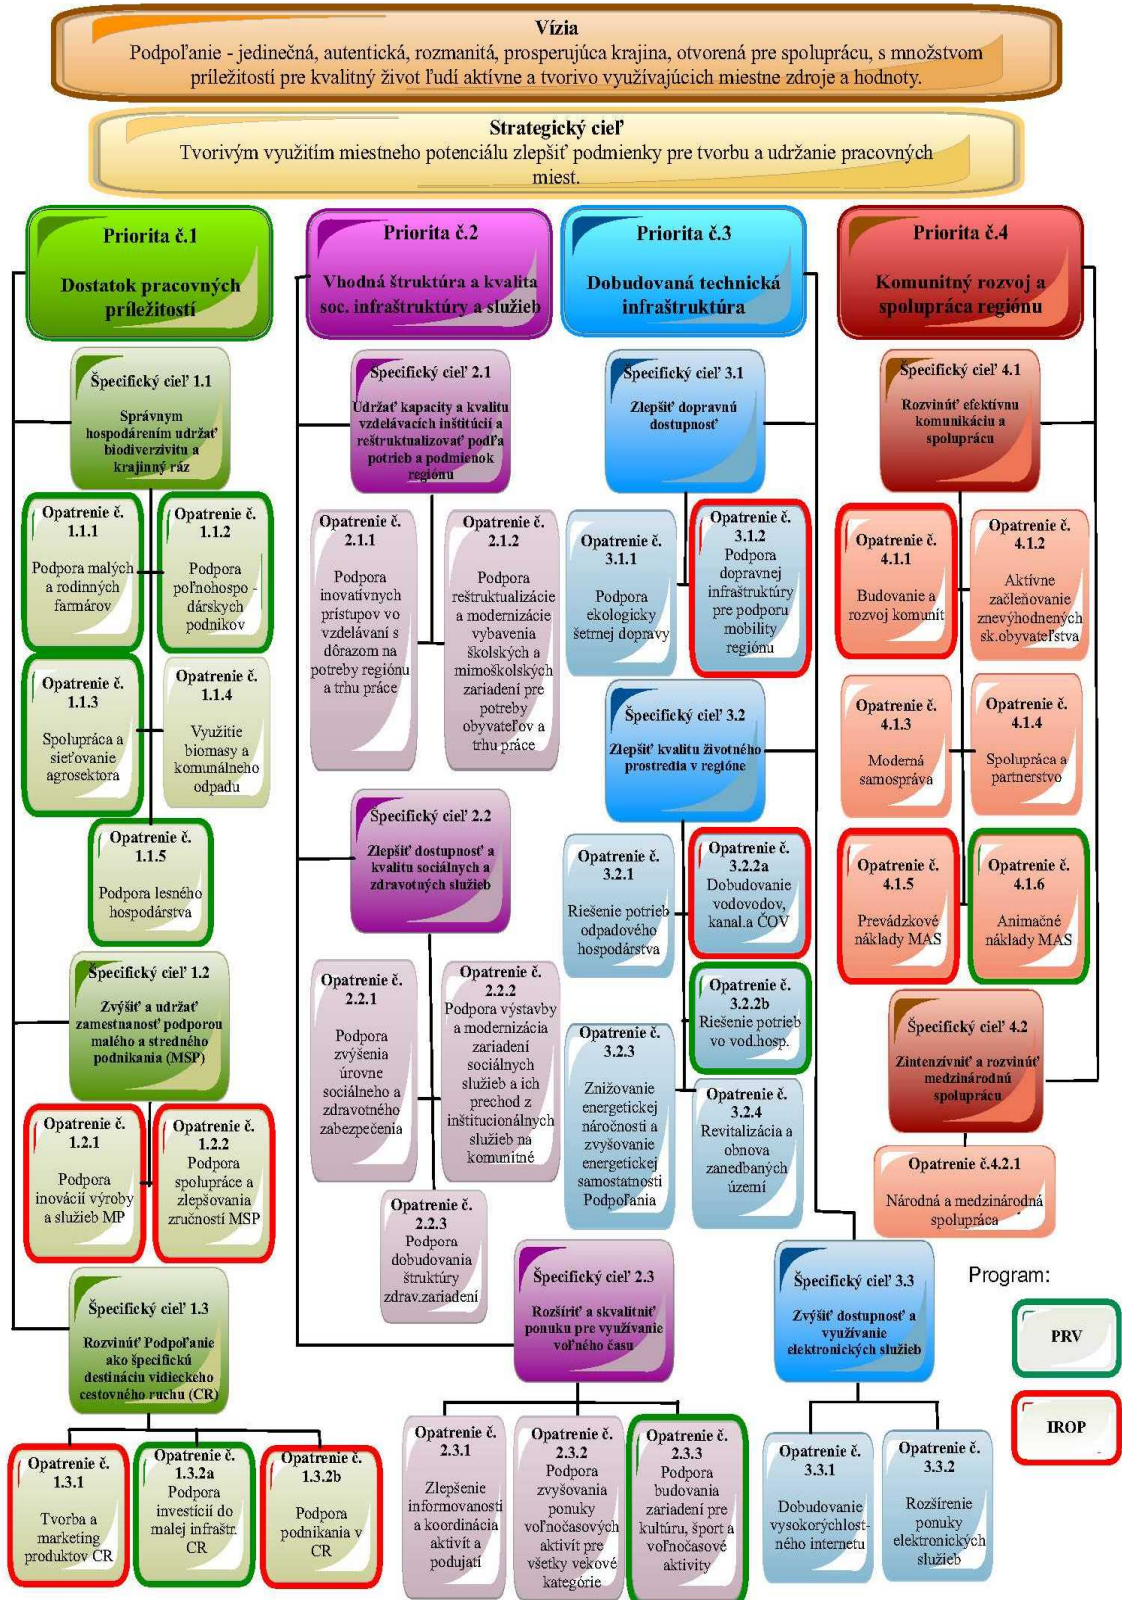 Vízia
Podpoľanie - jedinečná, autentická, rozmanitá, prosperujúca krajina, otvorená pre spoluprácu, s množstvom
príležitostí pre kvalitný život ľudí aktívne a tvorivo využívajúcich miestne zdroje a hodnoty.
Strategický cieľ
Tvorivým využitím miestneho potenciálu zlepšiť podmienky pre tvorbu a udržanie pracovných
miest.
Priorita č.1
Dostatok pracovných
príležitostí
Špecifický cieľ 1.1
Správnym
hospodárením udržať
biodiverzivitu a
krajinný ráz
Opatrenie č.
1.1.1
Podpora malých
a rodinných
farmárov
Opatrenie č.
1.1.2
Podpora
poľnohospo -
dárskych
podnikov
Opatrenie č.
1.1.3
Spolupráca a
sieťovanie
agrosektora
Opatrenie č.
1.1.4
Využitie
biomasy a
komunálneho
odpadu
Opatrenie č.
1.1.5
Podpora lesného
hospodárstva
Špecifický cieľ 1.2
Zvýšiť a udržať
zamestnanosť podporou
malého a stredného
podnikania (MSP)
Opatrenie č.
1.2.1
Podpora
inovácií výroby
a služieb MP
Opatrenie č.
1.2.2
Podpora
spolupráce a
zlepšovania
zručností MSP
Špecifický cieľ 1.3
Rozvinúť Podpoľanie
ako špecifickú
destináciu vidieckeho
cestovného ruchu (CR)
Opatrenie č.
1.3.1
Tvorba a
marketing
produktov CR
Opatrenie č.
1.3.2a
Podpora
investícií do
malej infraštr.
CR
Opatrenie č.
1.3.2b
Podpora
podnikania v
CR
Priorita č.2
Vhodná štruktúra a kvalita
soc. infraštruktúry a služieb
Špecifický cieľ 2.1
Udržať kapacity a kvalitu
vzdelávacích inštitúcií a
reštruktualizovať podľa
potrieb a podmienok
regiónu
Opatrenie č.
2.1.1
Podpora
inovatívnych
prístupov vo
vzdelávaní s
dôrazom na
potreby regiónu
a trhu práce
Opatrenie č.
2.1.2
Podpora
reštruktualizácie
a modernizácie
vybavenia
školských a
mimoškolských
zariadení pre
potreby
obyvateľov a
trhu práce
Špecifický cieľ 2.2
Zlepšiť dostupnosť a
kvalitu sociálnych a
zdravotných služieb
Opatrenie č.
2.2.1
Podpora
zvýšenia
úrovne
sociálneho a
zdravotného
zabezpečenia
Opatrenie č.
2.2.2
Podpora výstavby
a modernizácia
zariadení
sociálnych
služieb a ich
prechod z
inštitucionálnych
služieb na
komunitné
Opatrenie č.
2.2.3
Podpora
dobudovania
štruktúry
zdrav.zariadení
Špecifický cieľ 2.3
Rozšíriť a skvalitniť
ponuku pre využívanie
voľného času
Opatrenie č.
2.3.1
Zlepšenie
informovanosti
a koordinácia
aktivít a
podujatí
Opatrenie č.
2.3.2
Podpora
zvyšovania
ponuky
voľnočasových
aktivít pre
všetky vekové
kategórie
Opatrenie č.
2.3.3
Podpora
budovania
zariadení pre
kultúru, šport a
voľnočasové
aktivity
Priorita č.3
Dobudovaná technická
infraštruktúra
Špecifický cieľ 3.1
Zlepšiť dopravnú
dostupnosť
Opatrenie č.
3.1.1
Podpora
ekologicky
šetrnej dopravy
Opatrenie č.
3.1.2
Podpora
dopravnej
infraštruktúry
pre podporu
mobility
regiónu
Špecifický cieľ 3.2
Zlepšiť kvalitu životného
prostredia v regióne
Opatrenie č.
3.2.1
Riešenie potrieb
odpadového
hospodárstva
Opatrenie č.
3.2.2a
Dobudovanie
vodovodov,
kanal.a ČOV
Opatrenie č.
3.2.2b
Riešenie potrieb
vo vod.hosp.
Opatrenie č.
3.2.3
Znižovanie
energetickej
náročnosti a
zvyšovanie
energetickej
samostatnosti
Podpoľania
Opatrenie č.
3.2.4
Revitalizácia a
obnova
zanedbaných
území
Špecifický cieľ 3.3
Zvýšiť dostupnosť a
využívanie
elektronických služieb
Opatrenie č.
3.3.1
Dobudovanie
vysokorýchlost-
ného internetu
Opatrenie č.
3.3.2
Rozšírenie
ponuky
elektronických
služieb
Priorita č.4
Komunitný rozvoj a
spolupráca regiónu
Špecifický cieľ 4.1
Rozvinúť efektívnu
komunikáciu a
spoluprácu
Opatrenie č.
4.1.1
Budovanie a
rozvoj komunít
Opatrenie č.
4.1.2
Aktívne
začleňovanie
znevýhodnených
sk.obyvateľstva
Opatrenie č.
4.1.3
Moderná
samospráva
Opatrenie č.
4.1.4
Spolupráca a
partnerstvo
Opatrenie č.
4.1.5
Prevádzkové
náklady MAS
Opatrenie č.
4.1.6
Animačné
náklady MAS
Špecifický cieľ 4.2
Zintenzívniť a rozvinúť
medzinárodnú
spoluprácu
Opatrenie č.4.2.1
Národná a medzinárodná
spolupráca
Program:
PRV
IROP